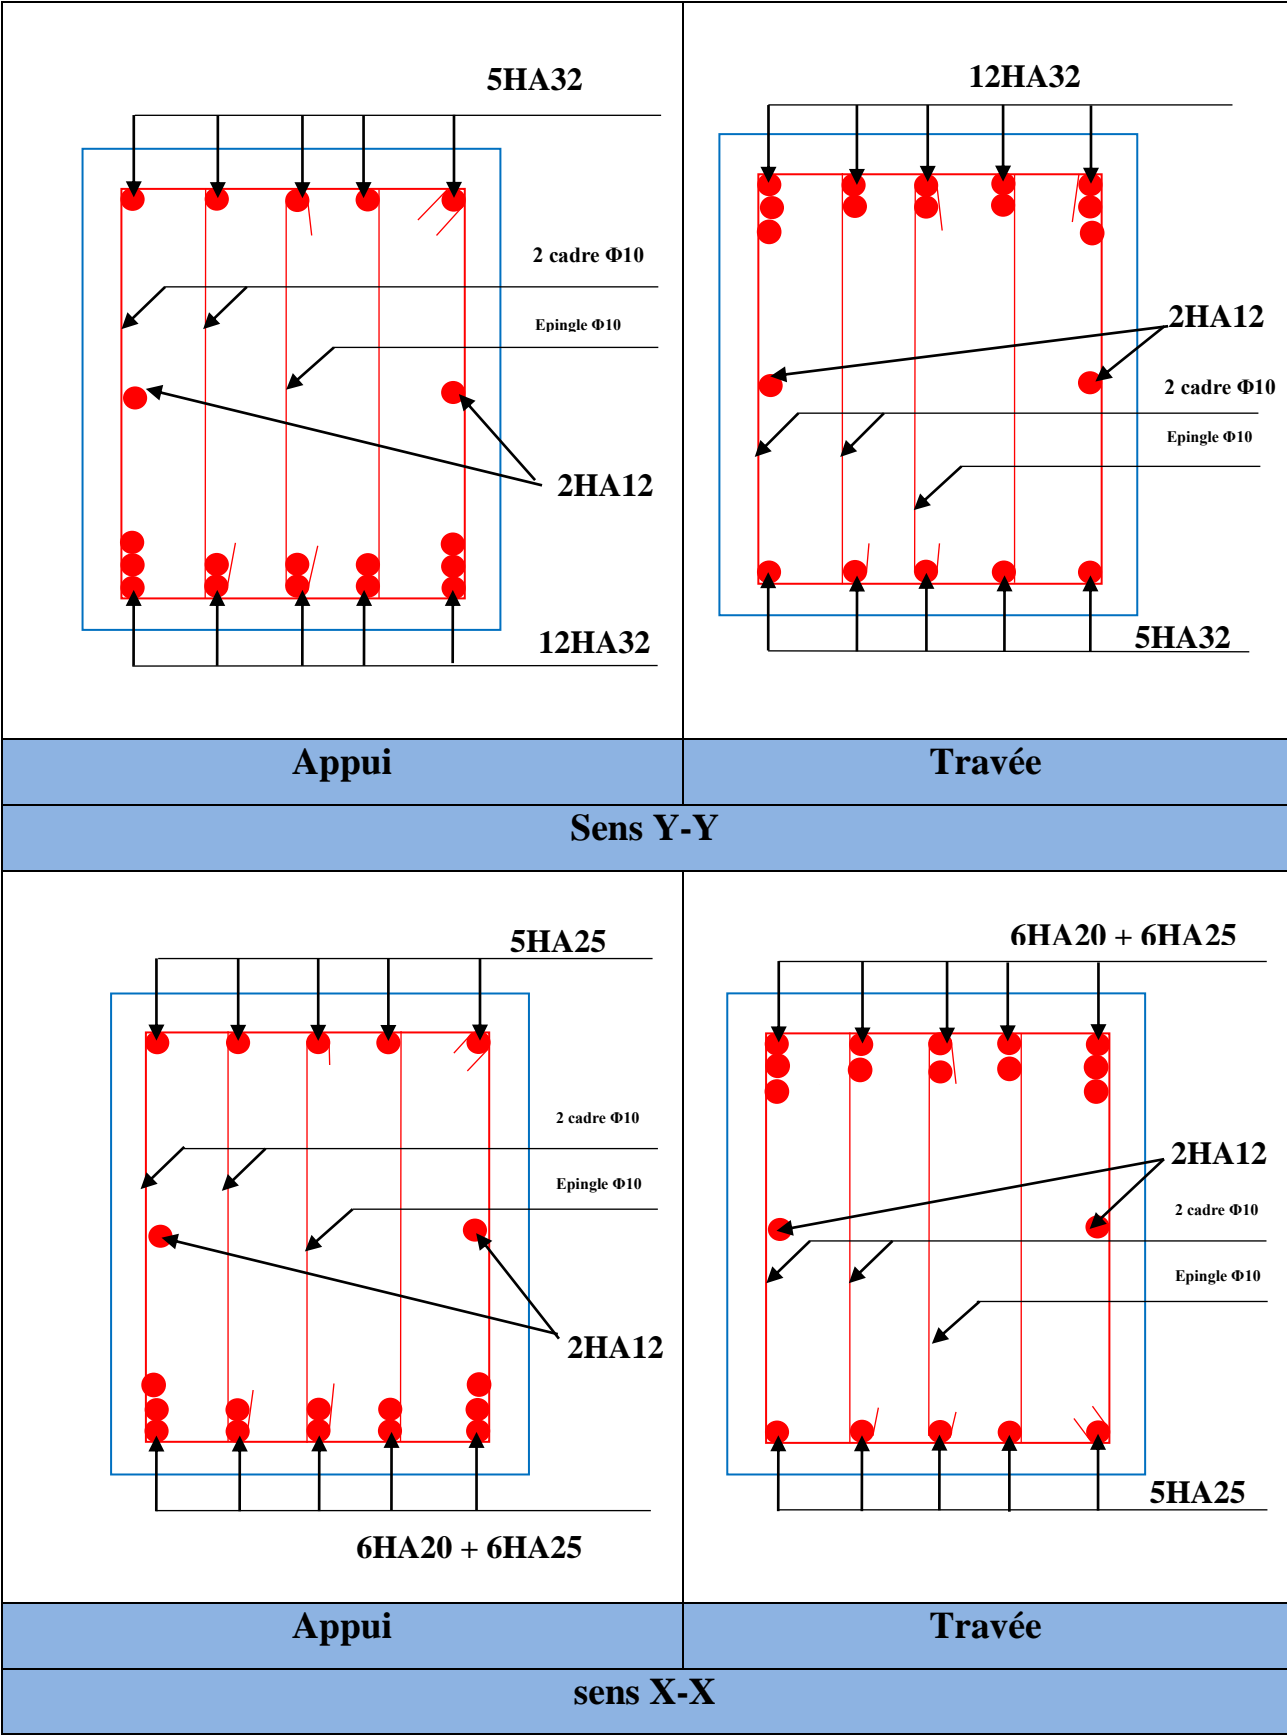 5HA32
2 cadre Φ10
Epingle Φ10
2HA12
12HA32
12HA32
2HA12
2 cadre Φ10
Epingle Φ10
5HA32
Appui
Travée
Sens Y-Y
5HA25
2 cadre Φ10
Epingle Φ10
2HA12
6HA20 + 6HA25
6HA20 + 6HA25
2HA12
2 cadre Φ10
Epingle Φ10
5HA25
Appui
Travée
sens X-X